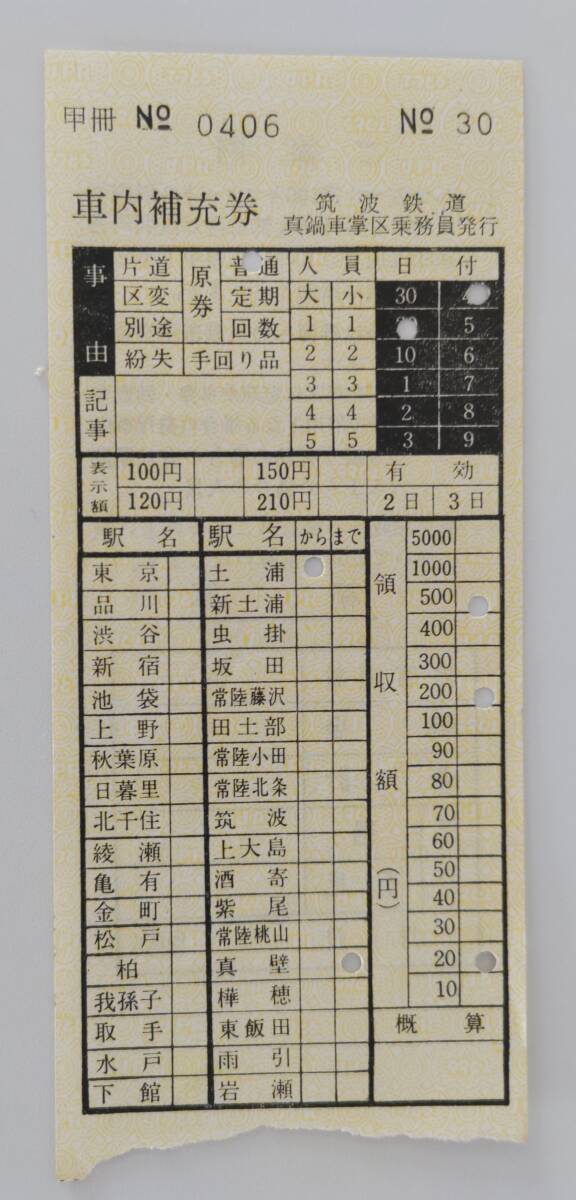 甲冊 No 0406 No 30
車内補充券
筑波鉄道
真鍋車掌区乗務員発行
事由 片道 原券 普通 人員 日付
区変 定期 大 小 30 4
別途 回数 1 1 5
紛失 手回り品 2 2 10 6
記事 3 3 1 7
4 4 2 8
5 5 3 9
表示額 100円 150円 有効
120円 210円 2日 3日
駅名 駅名 から まで 領収額(円) 5000
東京 土浦 1000
品川 新土浦 500
渋谷 虫掛 400
新宿 坂田 300
池袋 常陸藤沢 200
上野 田土部 100
秋葉原 常陸小田 90
日暮里 常陸北条 80
北千住 筑波 70
綾瀬 上大島 60
亀有 酒寄 50
金町 紫尾 40
松戸 常陸桃山 30
柏 真壁 20
我孫子 樺穂 10
取手 東飯田 概算
水戸 雨引
下館 岩瀬